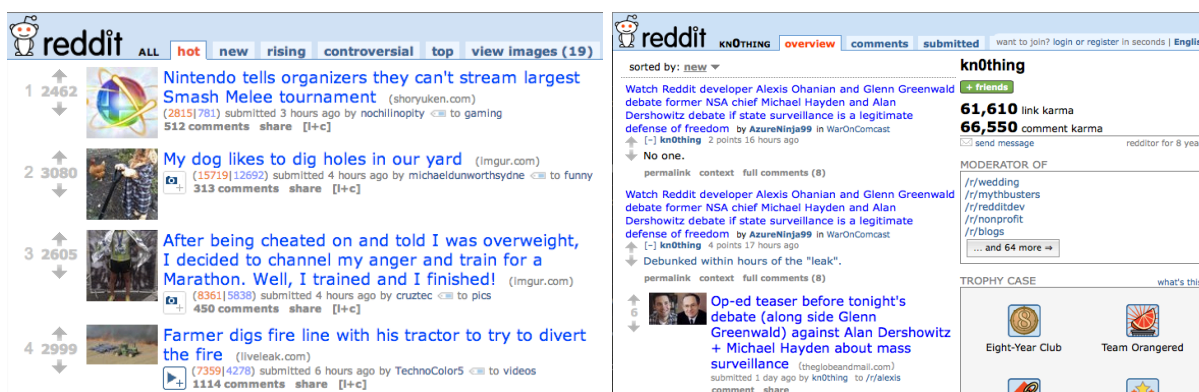 reddit ALL hot new rising controversial top view images (19)
1 2462 Nintendo tells organizers they can't stream largest
Smash Melee tournament (shoryuken.com)
(2815|781) submitted 3 hours ago by nochilinopity to gaming
512 comments share [l+c]
2 3080 My dog likes to dig holes in our yard (imgur.com)
(15719|12692) submitted 4 hours ago by michaeldunworthsydne to funny
313 comments share [l+c]
3 2605 After being cheated on and told I was overweight,
I decided to channel my anger and train for a
Marathon. Well, I trained and I finished! (imgur.com)
(8361|5838) submitted 4 hours ago by cruztec to pics
450 comments share [l+c]
4 2999 Farmer digs fire line with his tractor to try to divert
the fire (liveleak.com)
(7359|4278) submitted 6 hours ago by TechnoColor5 to videos
1114 comments share [l+c]
reddit KN0THING overview comments submitted want to join? login or register in seconds | Englis
sorted by: new
Watch Reddit developer Alexis Ohanian and Glenn Greenwald
debate former NSA chief Michael Hayden and Alan
Dershowitz debate if state surveillance is a legitimate
defense of freedom by AzureNinja99 in WarOnComcast
[-] kn0thing 2 points 16 hours ago
No one.
permalink context full comments (8)
Watch Reddit developer Alexis Ohanian and Glenn Greenwald
debate former NSA chief Michael Hayden and Alan
Dershowitz debate if state surveillance is a legitimate
defense of freedom by AzureNinja99 in WarOnComcast
[-] kn0thing 4 points 17 hours ago
Debunked within hours of the "leak".
permalink context full comments (8)
6 Op-ed teaser before tonight's
debate (along side Glenn
Greenwald) against Alan Dershowitz
+ Michael Hayden about mass
surveillance (theglobeandmail.com)
submitted 1 day ago by kn0thing to /r/alexis
comment share
kn0thing
+ friends
61,610 link karma
66,550 comment karma
send message redditor for 8 yea
MODERATOR OF
/r/wedding
/r/mythbusters
/r/redditdev
/r/nonprofit
/r/blogs
... and 64 more ⇒
TROPHY CASE what's this
Eight-Year Club Team Orangered